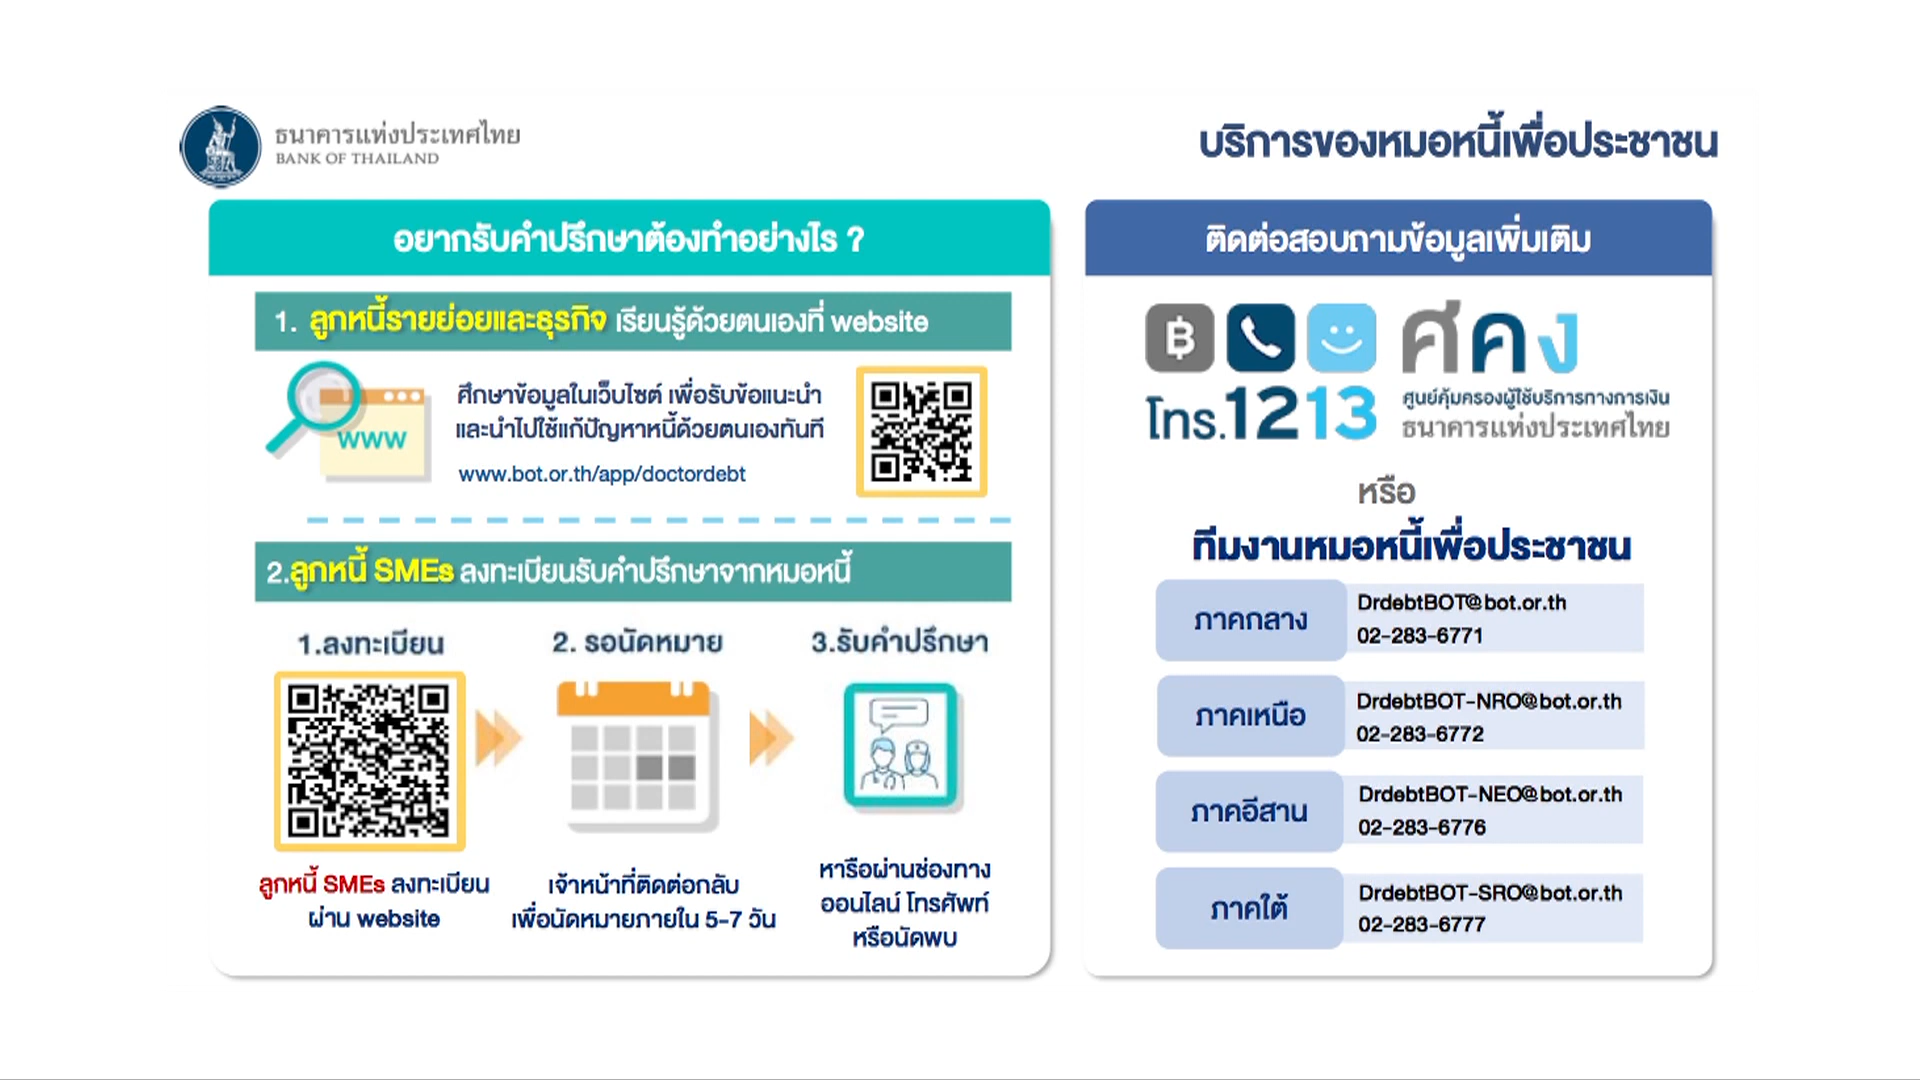 ธนาคารแห่งประเทศไทย
BANK OF THAILAND
บริการของหมอหนี้เพื่อประชาชน
อยากรับคำปรึกษาต้องทำอย่างไร ?
1. ลูกหนี้รายย่อยและธุรกิจ เรียนรู้ด้วยตนเองที่ website
www
ศึกษาข้อมูลในเว็บไซต์ เพื่อรับข้อแนะนำ
และนำไปใช้แก้ปัญหาหนี้ด้วยตนเองทันที
www.bot.or.th/app/doctordebt
2.ลูกหนี้ SMEs ลงทะเบียนรับคำปรึกษาจากหมอหนี้
1.ลงทะเบียน
ลูกหนี้ SMEs ลงทะเบียน
ผ่าน website
2. รอนัดหมาย
เจ้าหน้าที่ติดต่อกลับ
เพื่อนัดหมายภายใน 5-7 วัน
3.รับคำปรึกษา
หารือผ่านช่องทาง
ออนไลน์ โทรศัพท์
หรือนัดพบ
ติดต่อสอบถามข้อมูลเพิ่มเติม
฿
ศคง
โทร.1213
ศูนย์คุ้มครองผู้ใช้บริการทางการเงิน
ธนาคารแห่งประเทศไทย
หรือ
ทีมงานหมอหนี้เพื่อประชาชน
ภาคกลาง
DrdebtBOT@bot.or.th
02-283-6771
ภาคเหนือ
DrdebtBOT-NRO@bot.or.th
02-283-6772
ภาคอีสาน
DrdebtBOT-NEO@bot.or.th
02-283-6776
ภาคใต้
DrdebtBOT-SRO@bot.or.th
02-283-6777